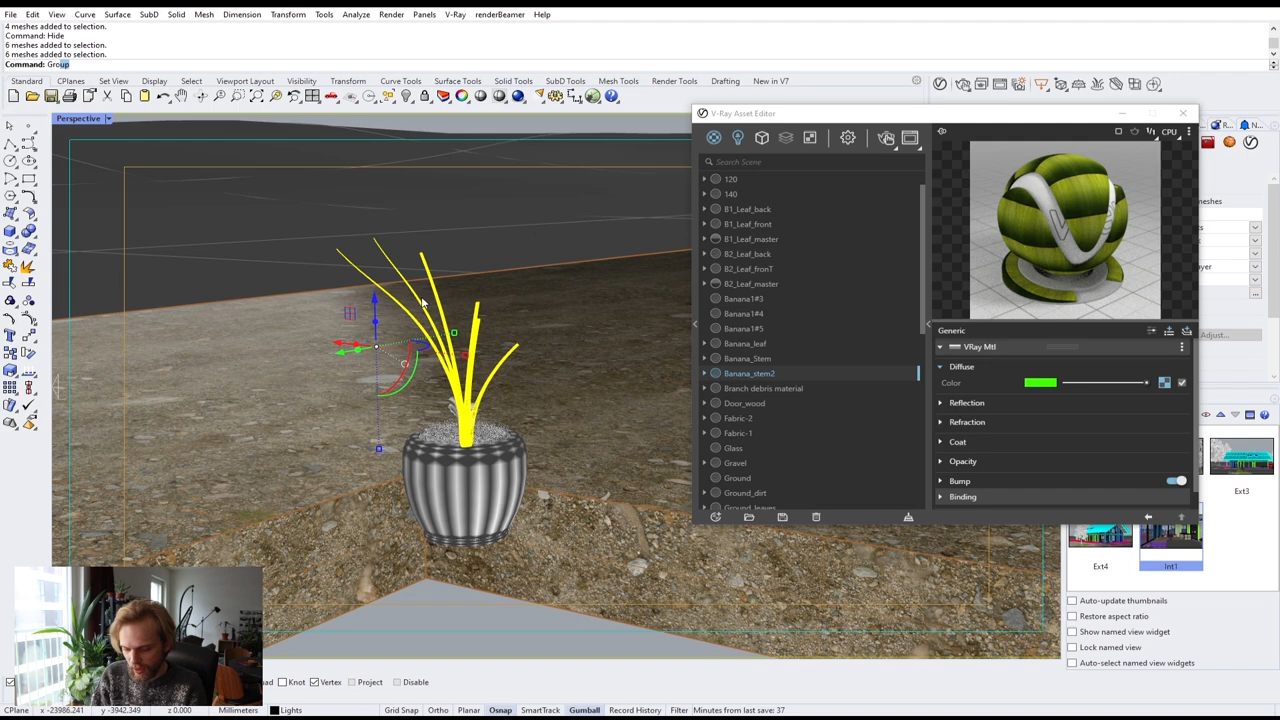 File Edit View Curve Surface SubD Solid Mesh Dimension Transform Tools Analyze Render Panels V-Ray renderBeamer Help
4 meshes added to selection.
Command: Hide
6 meshes added to selection.
6 meshes added to selection.
Command: Group
Standard CPlanes Set View Display Select Viewport Layout Visibility Transform Curve Tools Surface Tools Solid Tools SubD Tools Mesh Tools Render Tools Drafting New in V7
Perspective
V-Ray Asset Editor
R... N...
CPU
Search Scene
120
140
B1_Leaf_back
B1_Leaf_front
B1_Leaf_master
B2_Leaf_back
B2_Leaf_fronT
B2_Leaf_master
Banana1#3
Banana1#4
Banana1#5
Banana_leaf
Banana_Stem
Banana_stem2
Branch debris material
Door_wood
Fabric-2
Fabric-1
Glass
Gravel
Ground
Ground_dirt
Ground_leaves
Generic
VRay Mtl
Diffuse
Color
Reflection
Refraction
Coat
Opacity
Bump
Binding
meshes
ayer
Adjust...
Ext3
Ext4
Int1
Auto-update thumbnails
Restore aspect ratio
Show named view widget
Lock named view
Auto-select named view widgets
Knot Vertex Project Disable
CPlane x -23986.241 y -3942.349 z 0.000 Millimeters Lights Grid Snap Ortho Planar Osnap SmartTrack Gumball Record History Filter Minutes from last save: 37